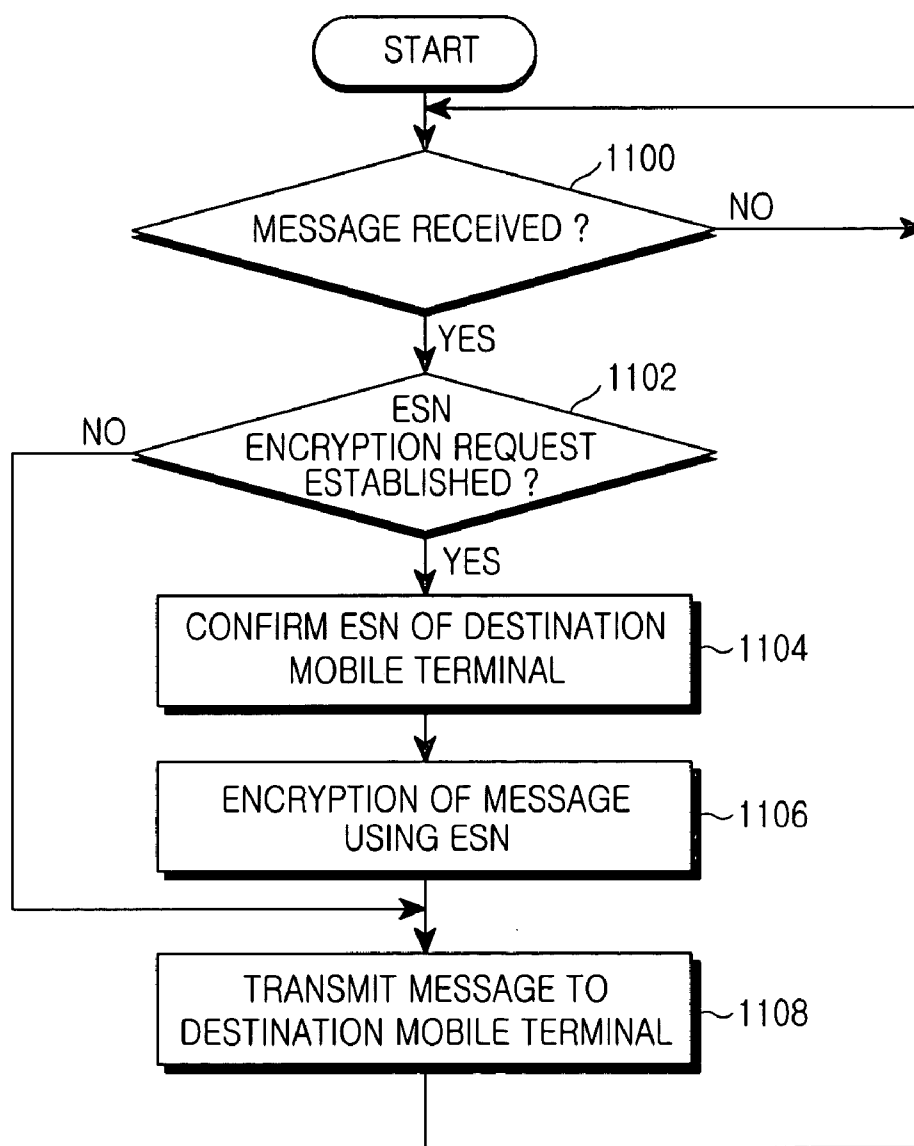 START
1100
MESSAGE RECEIVED ?
NO
YES
1102
ESN
ENCRYPTION REQUEST
ESTABLISHED ?
NO
YES
CONFIRM ESN OF DESTINATION
MOBILE TERMINAL
1104
ENCRYPTION OF MESSAGE
USING ESN
1106
TRANSMIT MESSAGE TO
DESTINATION MOBILE TERMINAL
1108